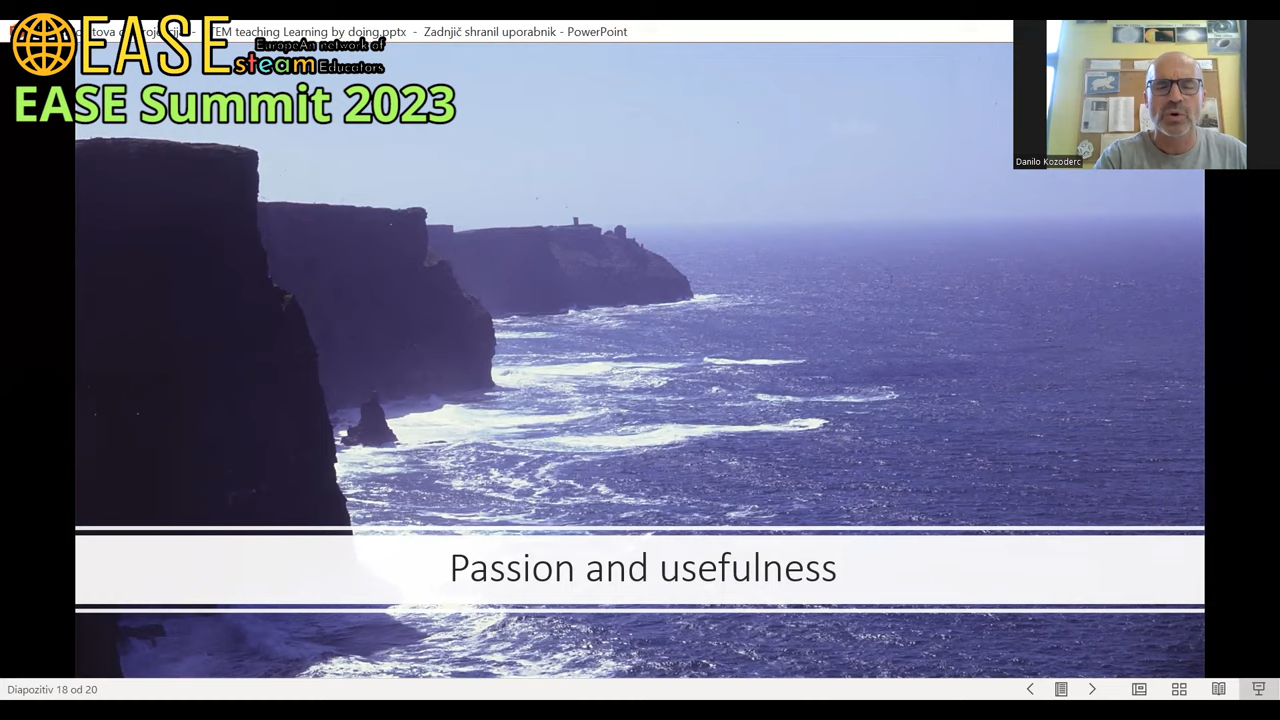 EASE
EuropeAn network of
steam Educators
EM teaching Learning by doing.pptx - Zadnjič shranil uporabnik - PowerPoint
EASE Summit 2023
Danilo Kozoderc
Passion and usefulness
Diapozitiv 18 od 20